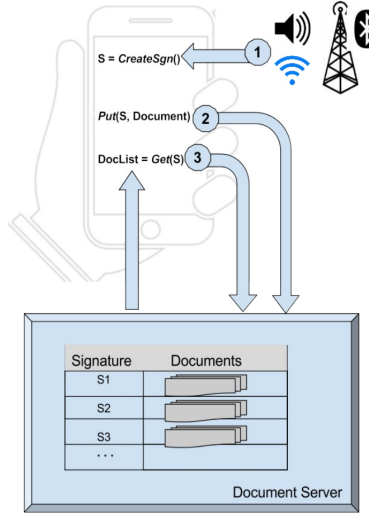 1
S = CreateSgn()
Put(S, Document) 2
DocList = Get(S) 3
Signature Documents
S1
S2
S3
. . .
Document Server